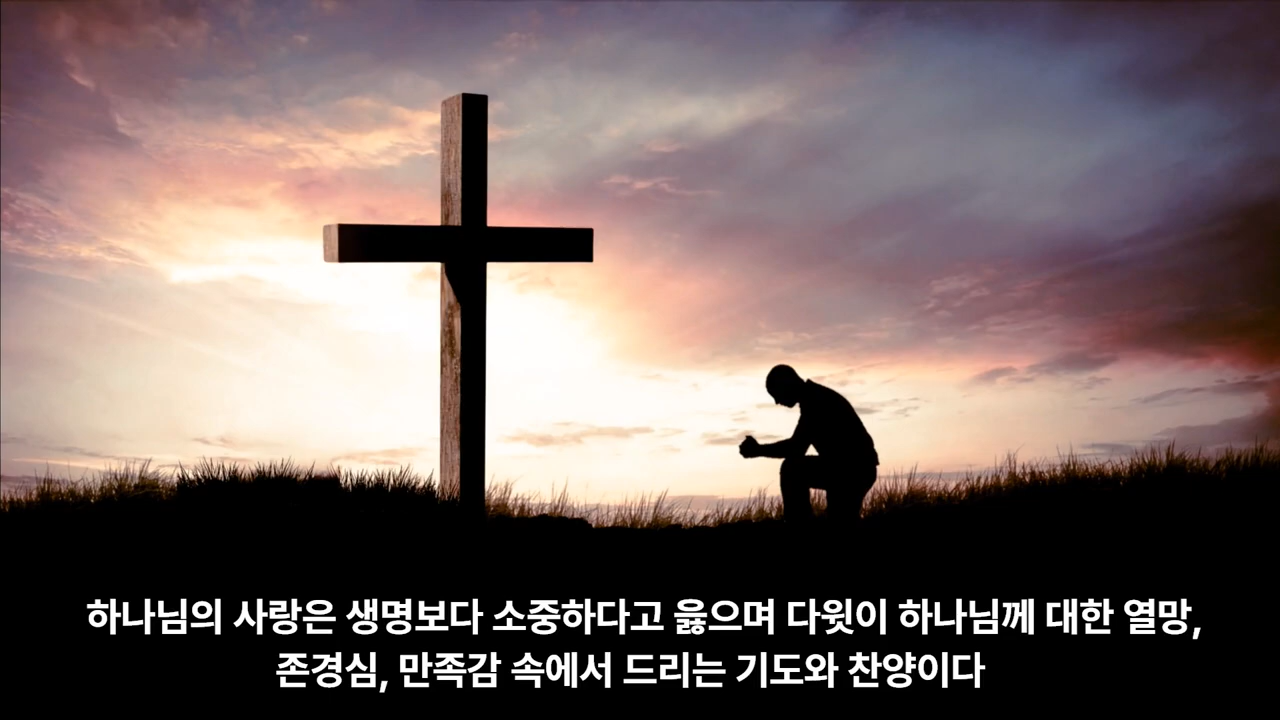 하나님의 사랑은 생명보다 소중하다고 읊으며 다윗이 하나님께 대한 열망,
존경심, 만족감 속에서 드리는 기도와 찬양이다